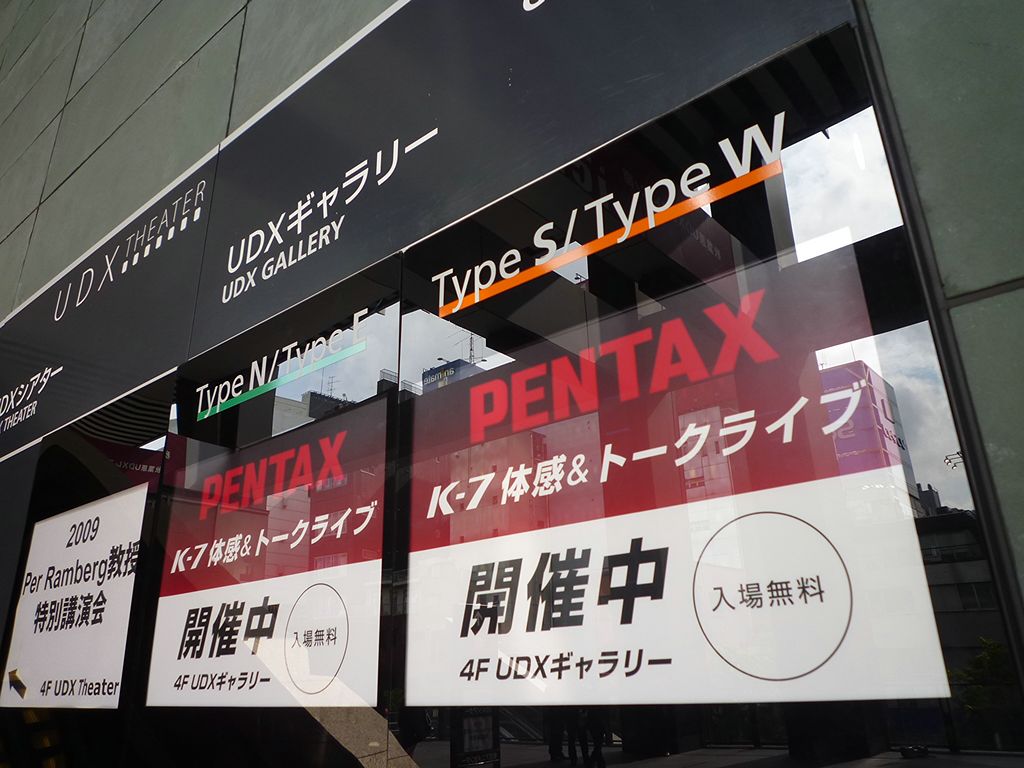 UDX THEATER
UDXシアター
THEATER
UDXギャラリー
UDX GALLERY
Type N/Type E
Type S/Type W
2009
Per Ramberg教授
特別講演会
4F UDX Theater
PENTAX
K-7 体感&トークライブ
開催中
入場無料
4F UDXギャラリー
PENTAX
K-7 体感&トークライブ
開催中
入場無料
4F UDXギャラリー